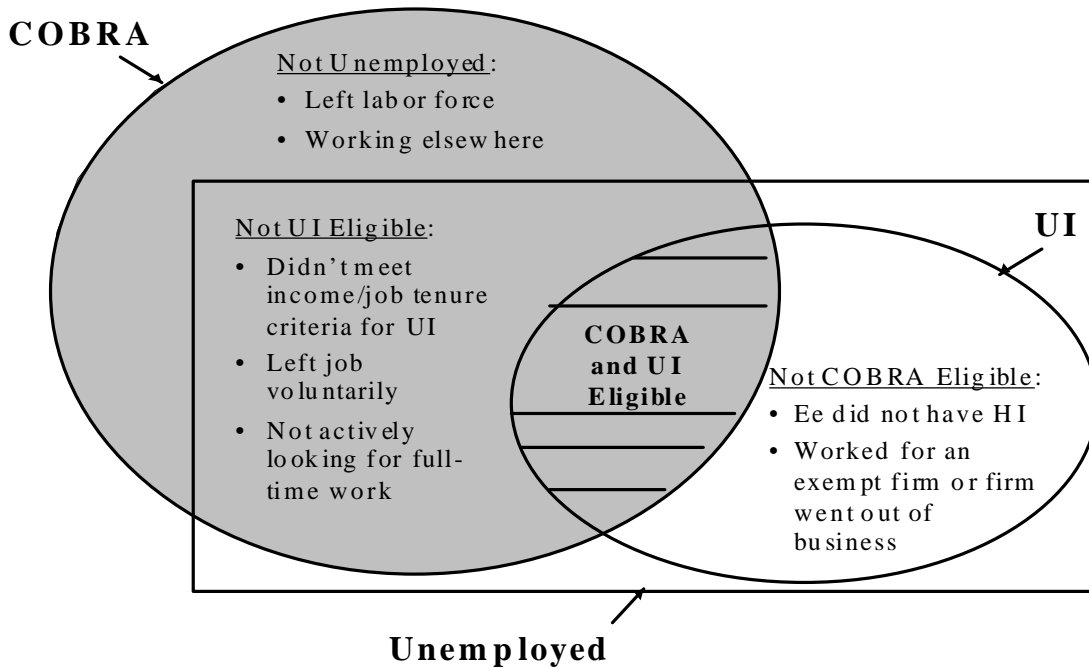 COBRA
Not Unemployed:
• Left labor force
• Working elsewhere
Not UI Eligible:
• Didn't meet
income/job tenure
criteria for UI
• Left job
voluntarily
• Not actively
looking for full-
time work
COBRA
and UI
Eligible
UI
Not COBRA Eligible:
• Ee did not have HI
• Worked for an
exempt firm or firm
went out of
business
Unemployed